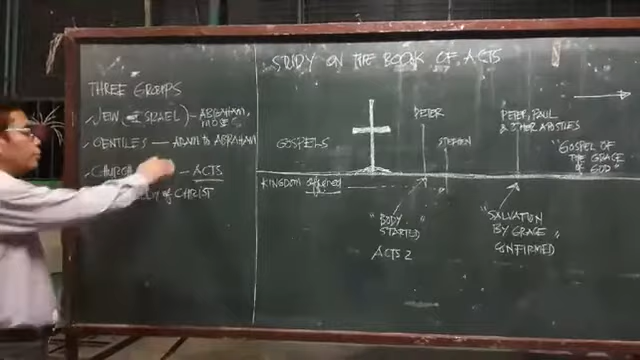 STUDY ON THE BOOK OF ACTS
THREE GROUPS
JEW (ISRAEL) - ABRAHAM,
MOSES
GENTILES — ADAM to ABRAHAM
CHURCH - ACTS
BODY of CHRIST
GOSPELS
KINGDOM offered
PETER
STEPHEN
PETER, PAUL
& OTHER APOSTLES
"GOSPEL OF
THE GRACE
OF GOD"
"BODY
STARTED"
ACTS 2
"SALVATION
BY GRACE"
CONFIRMED